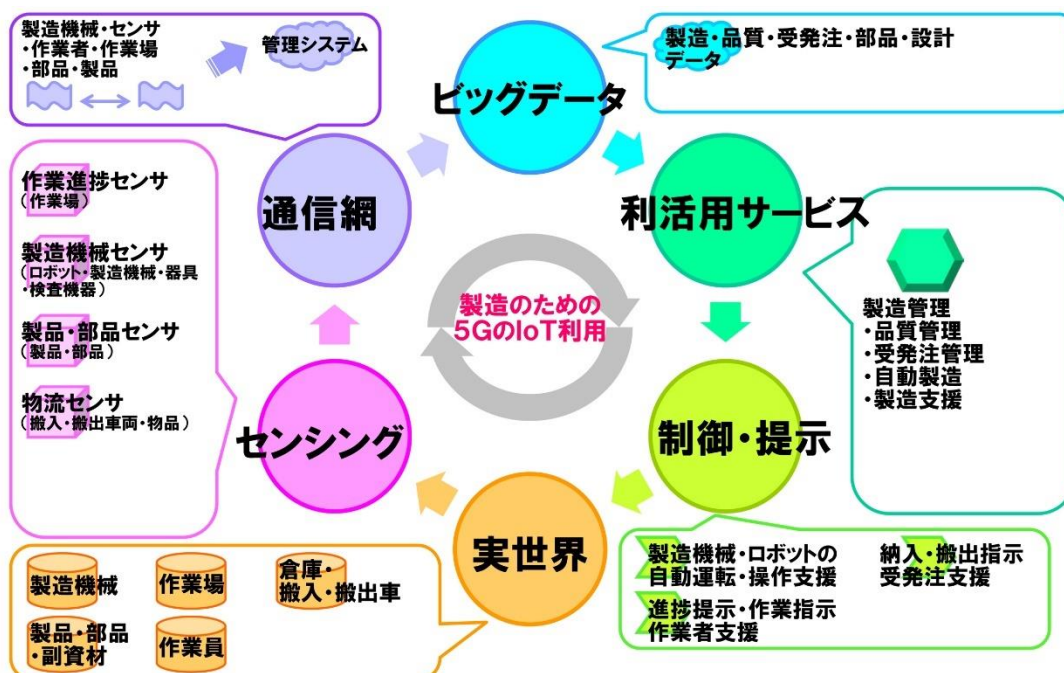 製造機械・センサ
・作業者・作業場
・部品・製品
管理システム
製造・品質・受発注・部品・設計
データ
ビッグデータ
通信網
利活用サービス
作業進捗センサ
（作業場）
製造機械センサ
（ロボット・製造機械・器具
・検査機器）
製品・部品センサ
（製品・部品）
物流センサ
（搬入・搬出車両・物品）
製造のための
5GのIoT利用
製造管理
・品質管理
・受発注管理
・自動製造
・製造支援
センシング
制御・提示
実世界
製造機械
作業場
倉庫・
搬入・搬出車
製品・部品
・副資材
作業員
製造機械・ロボットの
自動運転・操作支援
納入・搬出指示
受発注支援
進捗提示・作業指示
作業者支援